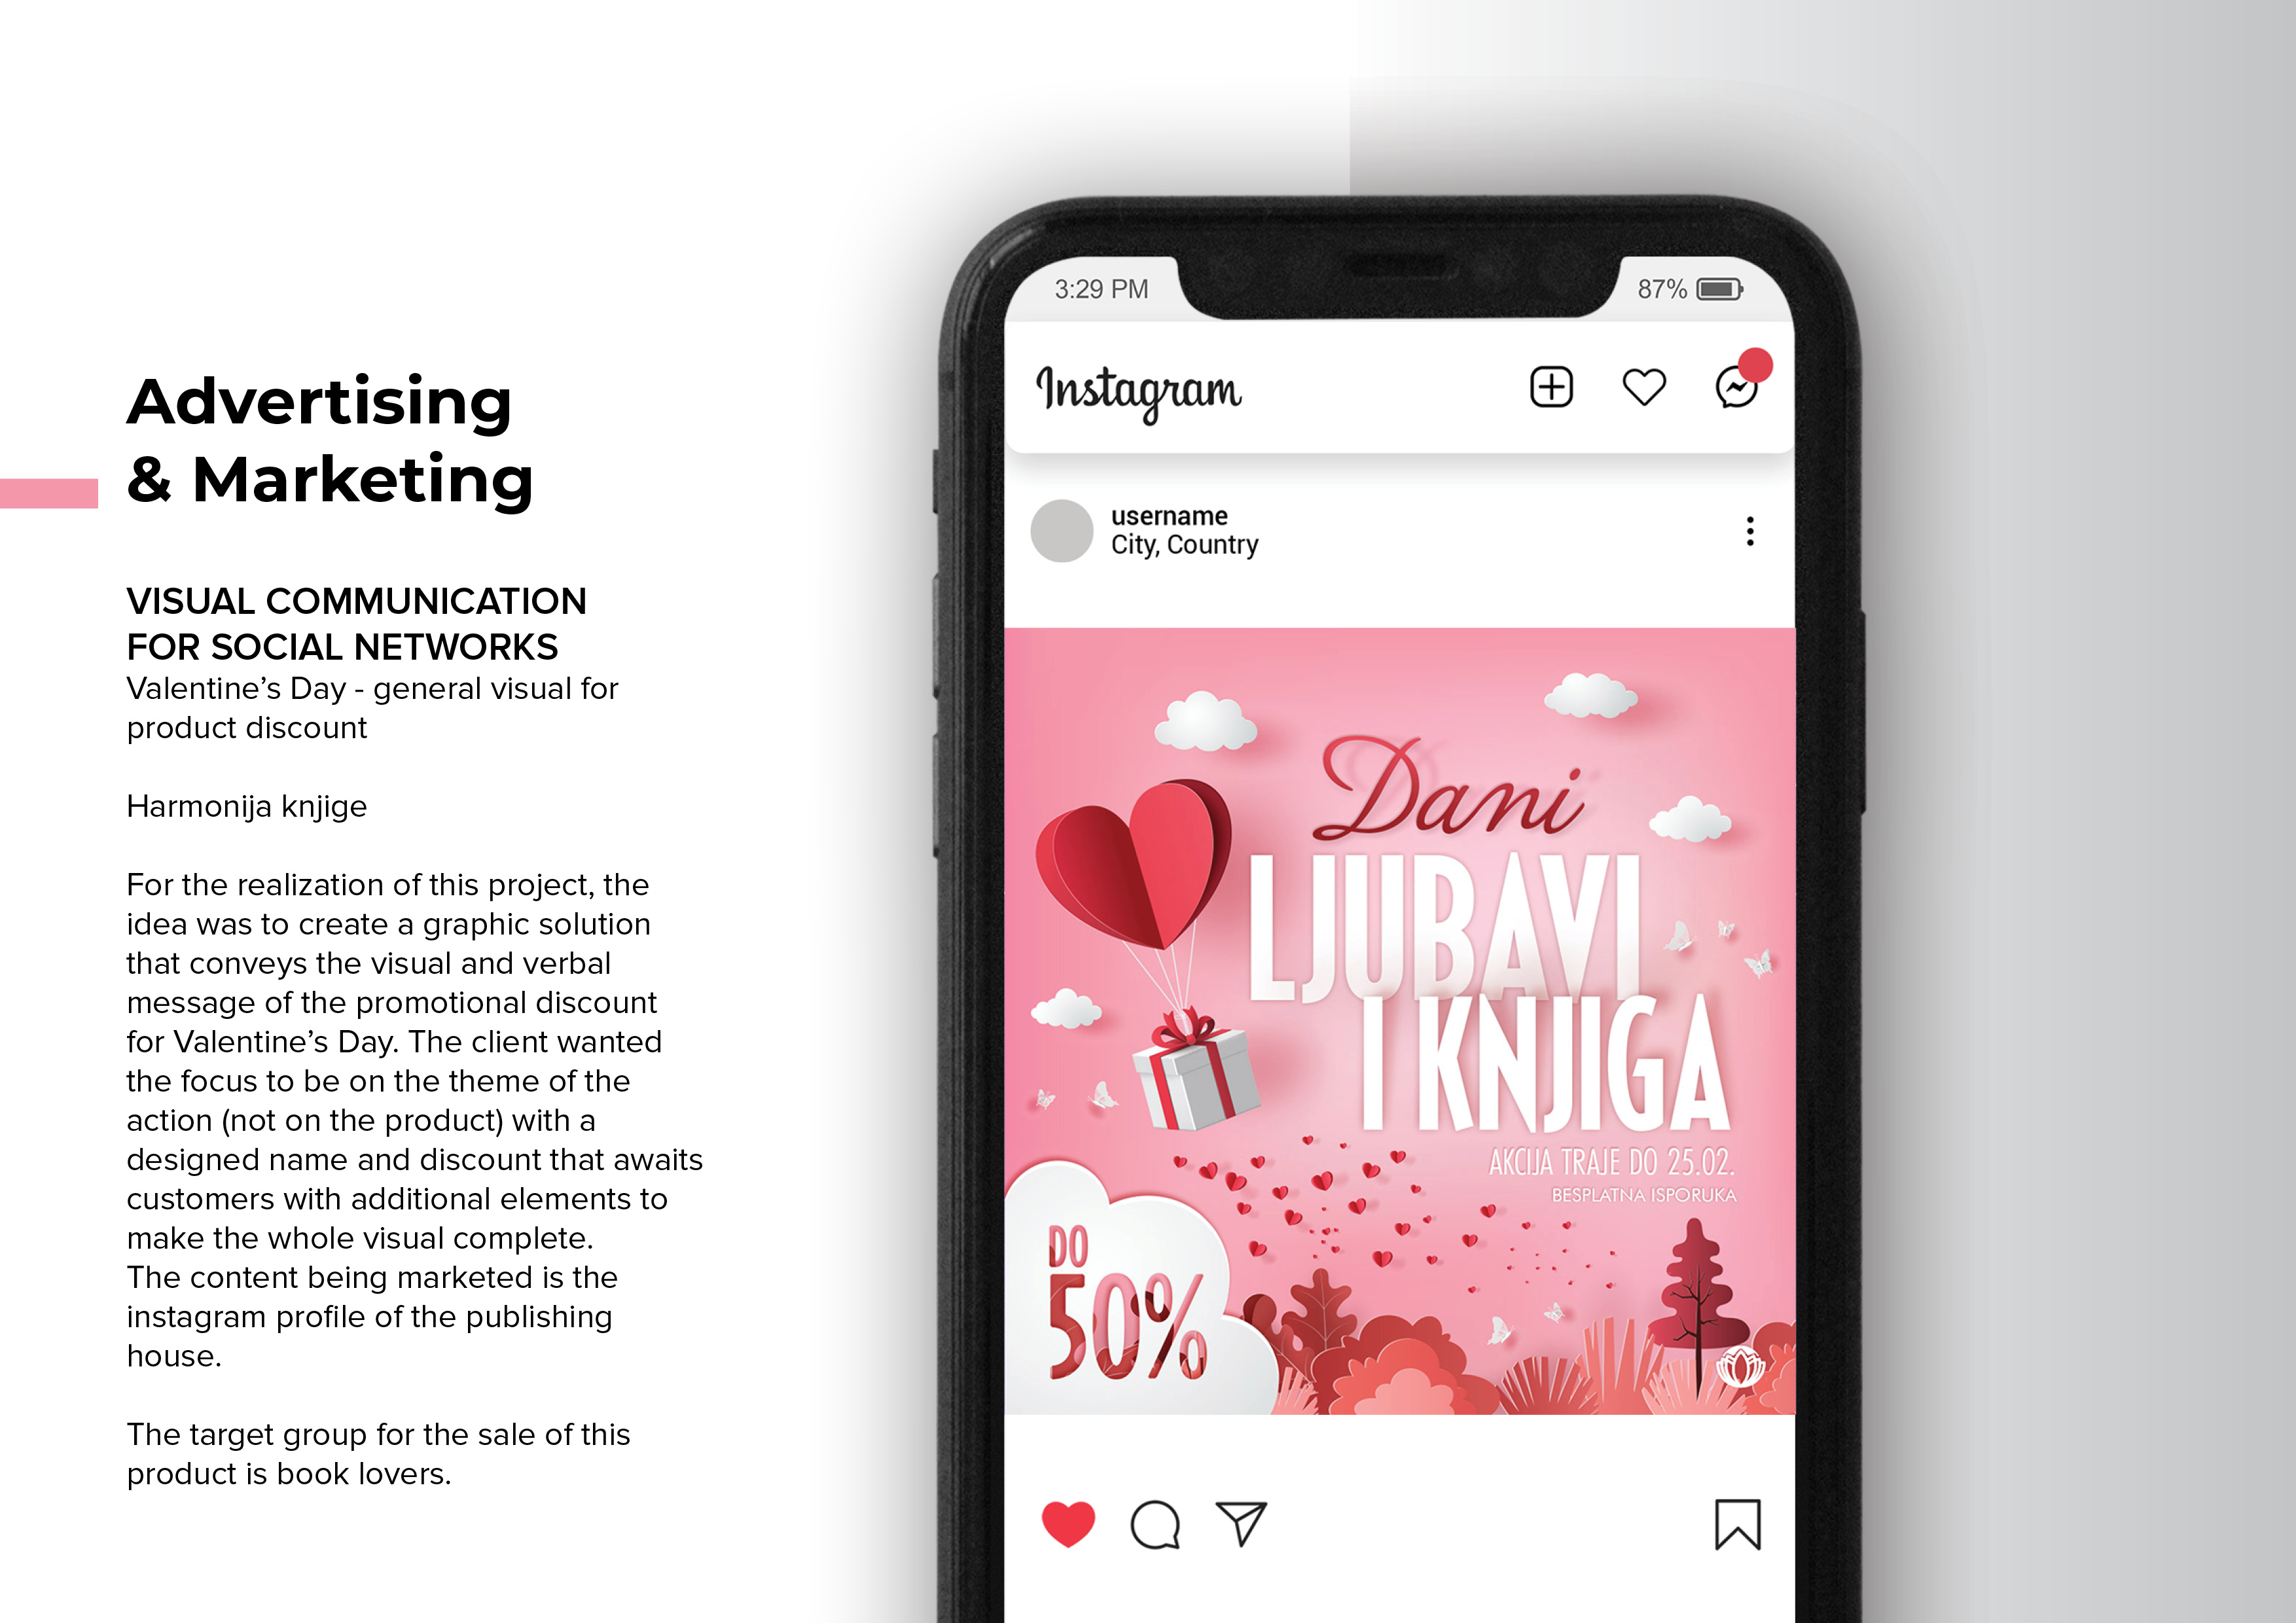 Advertising
& Marketing
VISUAL COMMUNICATION
FOR SOCIAL NETWORKS
Valentine’s Day - general visual for
product discount
Harmonija knjige
For the realization of this project, the
idea was to create a graphic solution
that conveys the visual and verbal
message of the promotional discount
for Valentine’s Day. The client wanted
the focus to be on the theme of the
action (not on the product) with a
designed name and discount that awaits
customers with additional elements to
make the whole visual complete.
The content being marketed is the
instagram profile of the publishing
house.
The target group for the sale of this
product is book lovers.
3:29 PM
87%
Instagram
username
City, Country
Dani
LJUBAVI
I KNJIGA
AKCIJA TRAJE DO 25.02.
BESPLATNA ISPORUKA
DO
50%